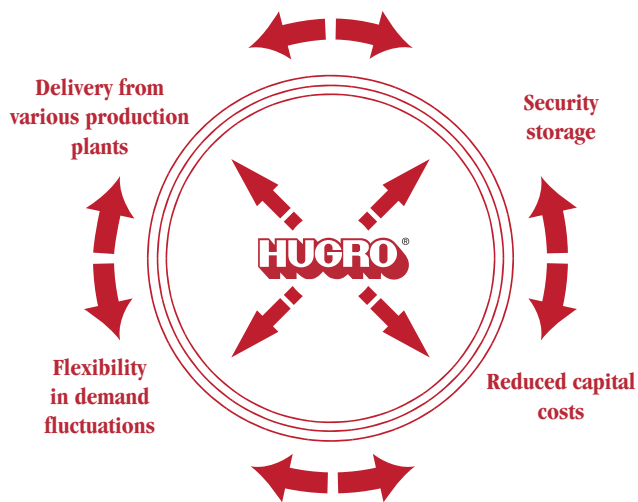 Delivery from
various production
plants
Security
storage
HUGRO®
Flexibility
in demand
fluctuations
Reduced capital
costs